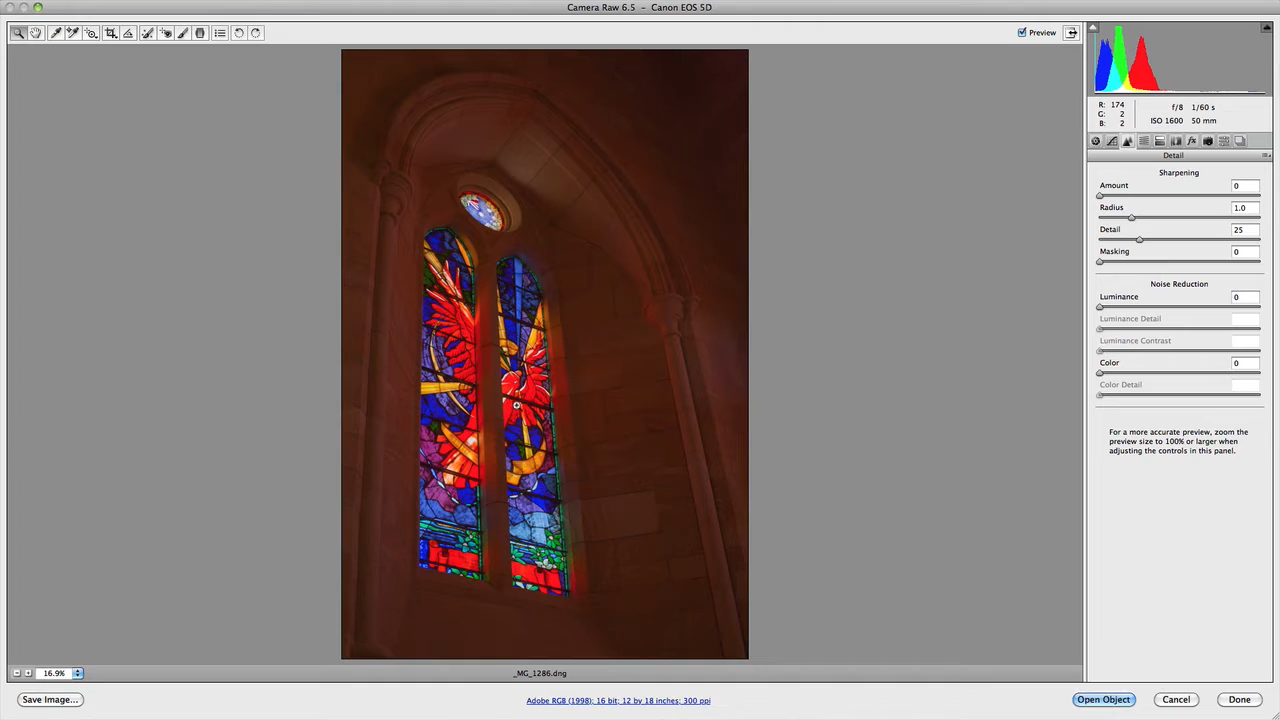 Camera Raw 6.5 - Canon EOS 5D
Preview
R: 174
G: 2
B: 2
f/8 1/60 s
ISO 1600 50 mm
Detail
Sharpening
Amount 0
Radius 1.0
Detail 25
Masking 0
Noise Reduction
Luminance 0
Luminance Detail
Luminance Contrast
Color 0
Color Detail
For a more accurate preview, zoom the
preview size to 100% or larger when
adjusting the controls in this panel.
16.9%
_MG_1286.dng
Save Image...
Adobe RGB (1998); 16 bit; 12 by 18 inches; 300 ppi
Open Object
Cancel
Done